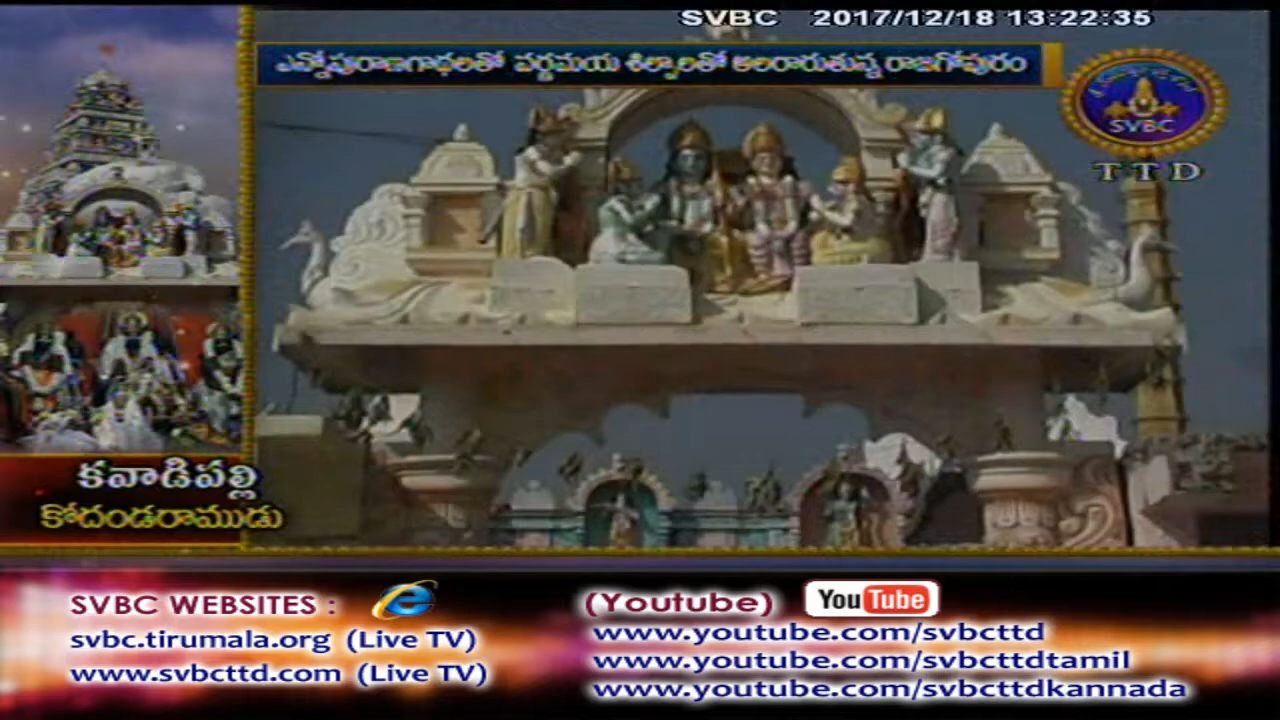 SVBC 2017/12/18 13:22:35
ఎన్నోపురాణగాధలతో వర్ణమయ శిల్పాలతో అలరారుతున్న రాజగోపురం
SVBC
TTD
కవాడిపల్లి
కోదండరాముడు
SVBC WEBSITES :
svbc.tirumala.org (Live TV)
www.svbcttd.com (Live TV)
(Youtube) YouTube
www.youtube.com/svbcttd
www.youtube.com/svbcttdtamil
www.youtube.com/svbcttdkannada